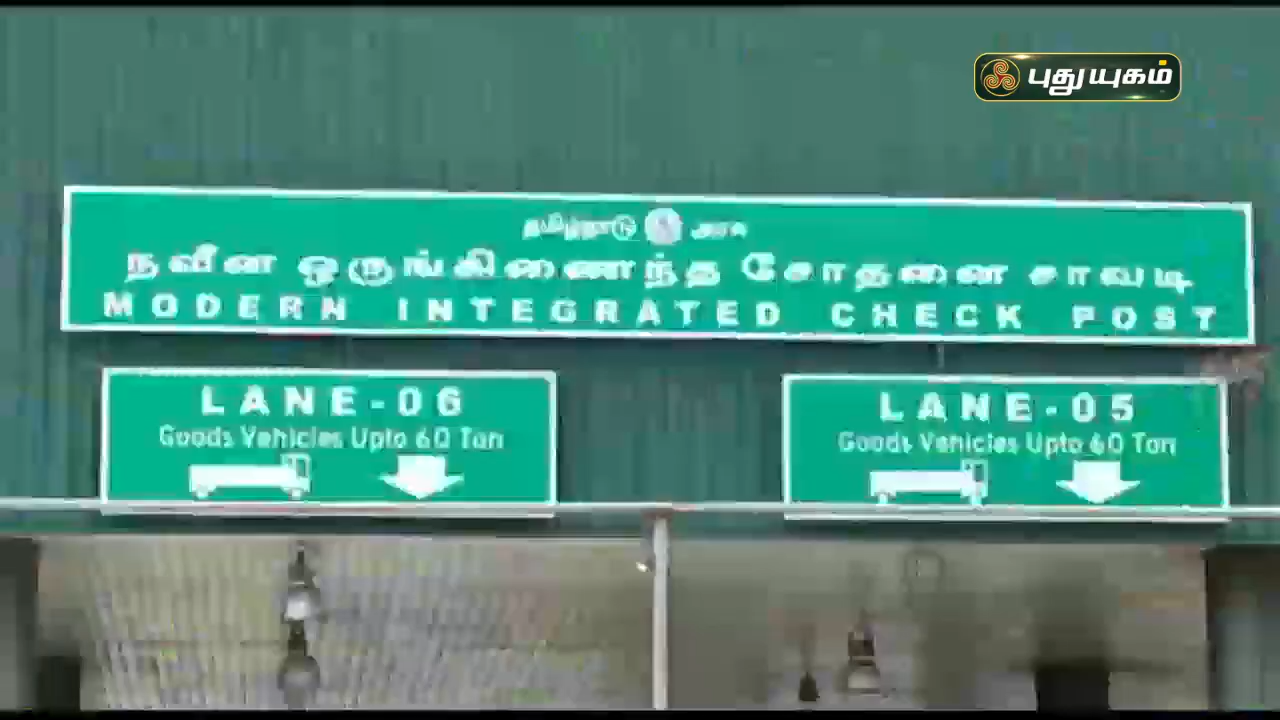 புதுயுகம்
தமிழ்நாடு அரசு
நவீன ஒருங்கிணைந்த சோதனை சாவடி
MODERN INTEGRATED CHECK POST
LANE-06
Goods Vehicles Upto 60 Ton
LANE-05
Goods Vehicles Upto 60 Ton